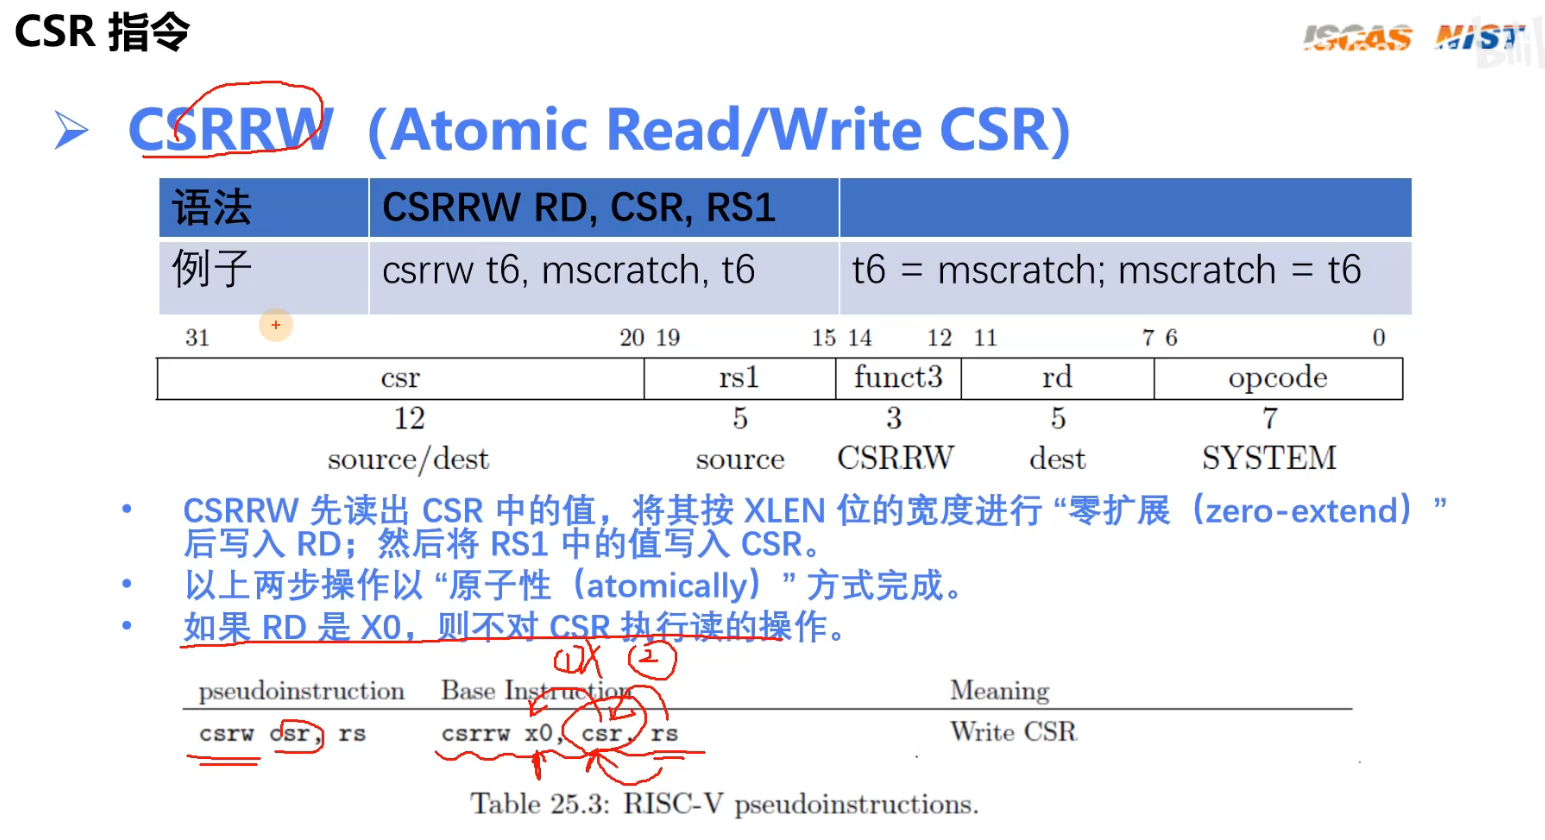 CSR 指令
ISCAS NIST
CSRRW（Atomic Read/Write CSR）
语法 CSRRW RD, CSR, RS1
例子 csrrw t6, mscratch, t6 t6 = mscratch; mscratch = t6
31 20 19 15 14 12 11 7 6 0
csr rs1 funct3 rd opcode
12 5 3 5 7
source/dest source CSRRW dest SYSTEM
• CSRRW 先读出 CSR 中的值，将其按 XLEN 位的宽度进行 “零扩展（zero-extend）”
后写入 RD；然后将 RS1 中的值写入 CSR。
• 以上两步操作以 “原子性（atomically）” 方式完成。
• 如果 RD 是 X0，则不对 CSR 执行读的操作。
① X ②
pseudoinstruction Base Instruction Meaning
csrw csr, rs csrrw x0, csr, rs Write CSR
Table 25.3: RISC-V pseudoinstructions.